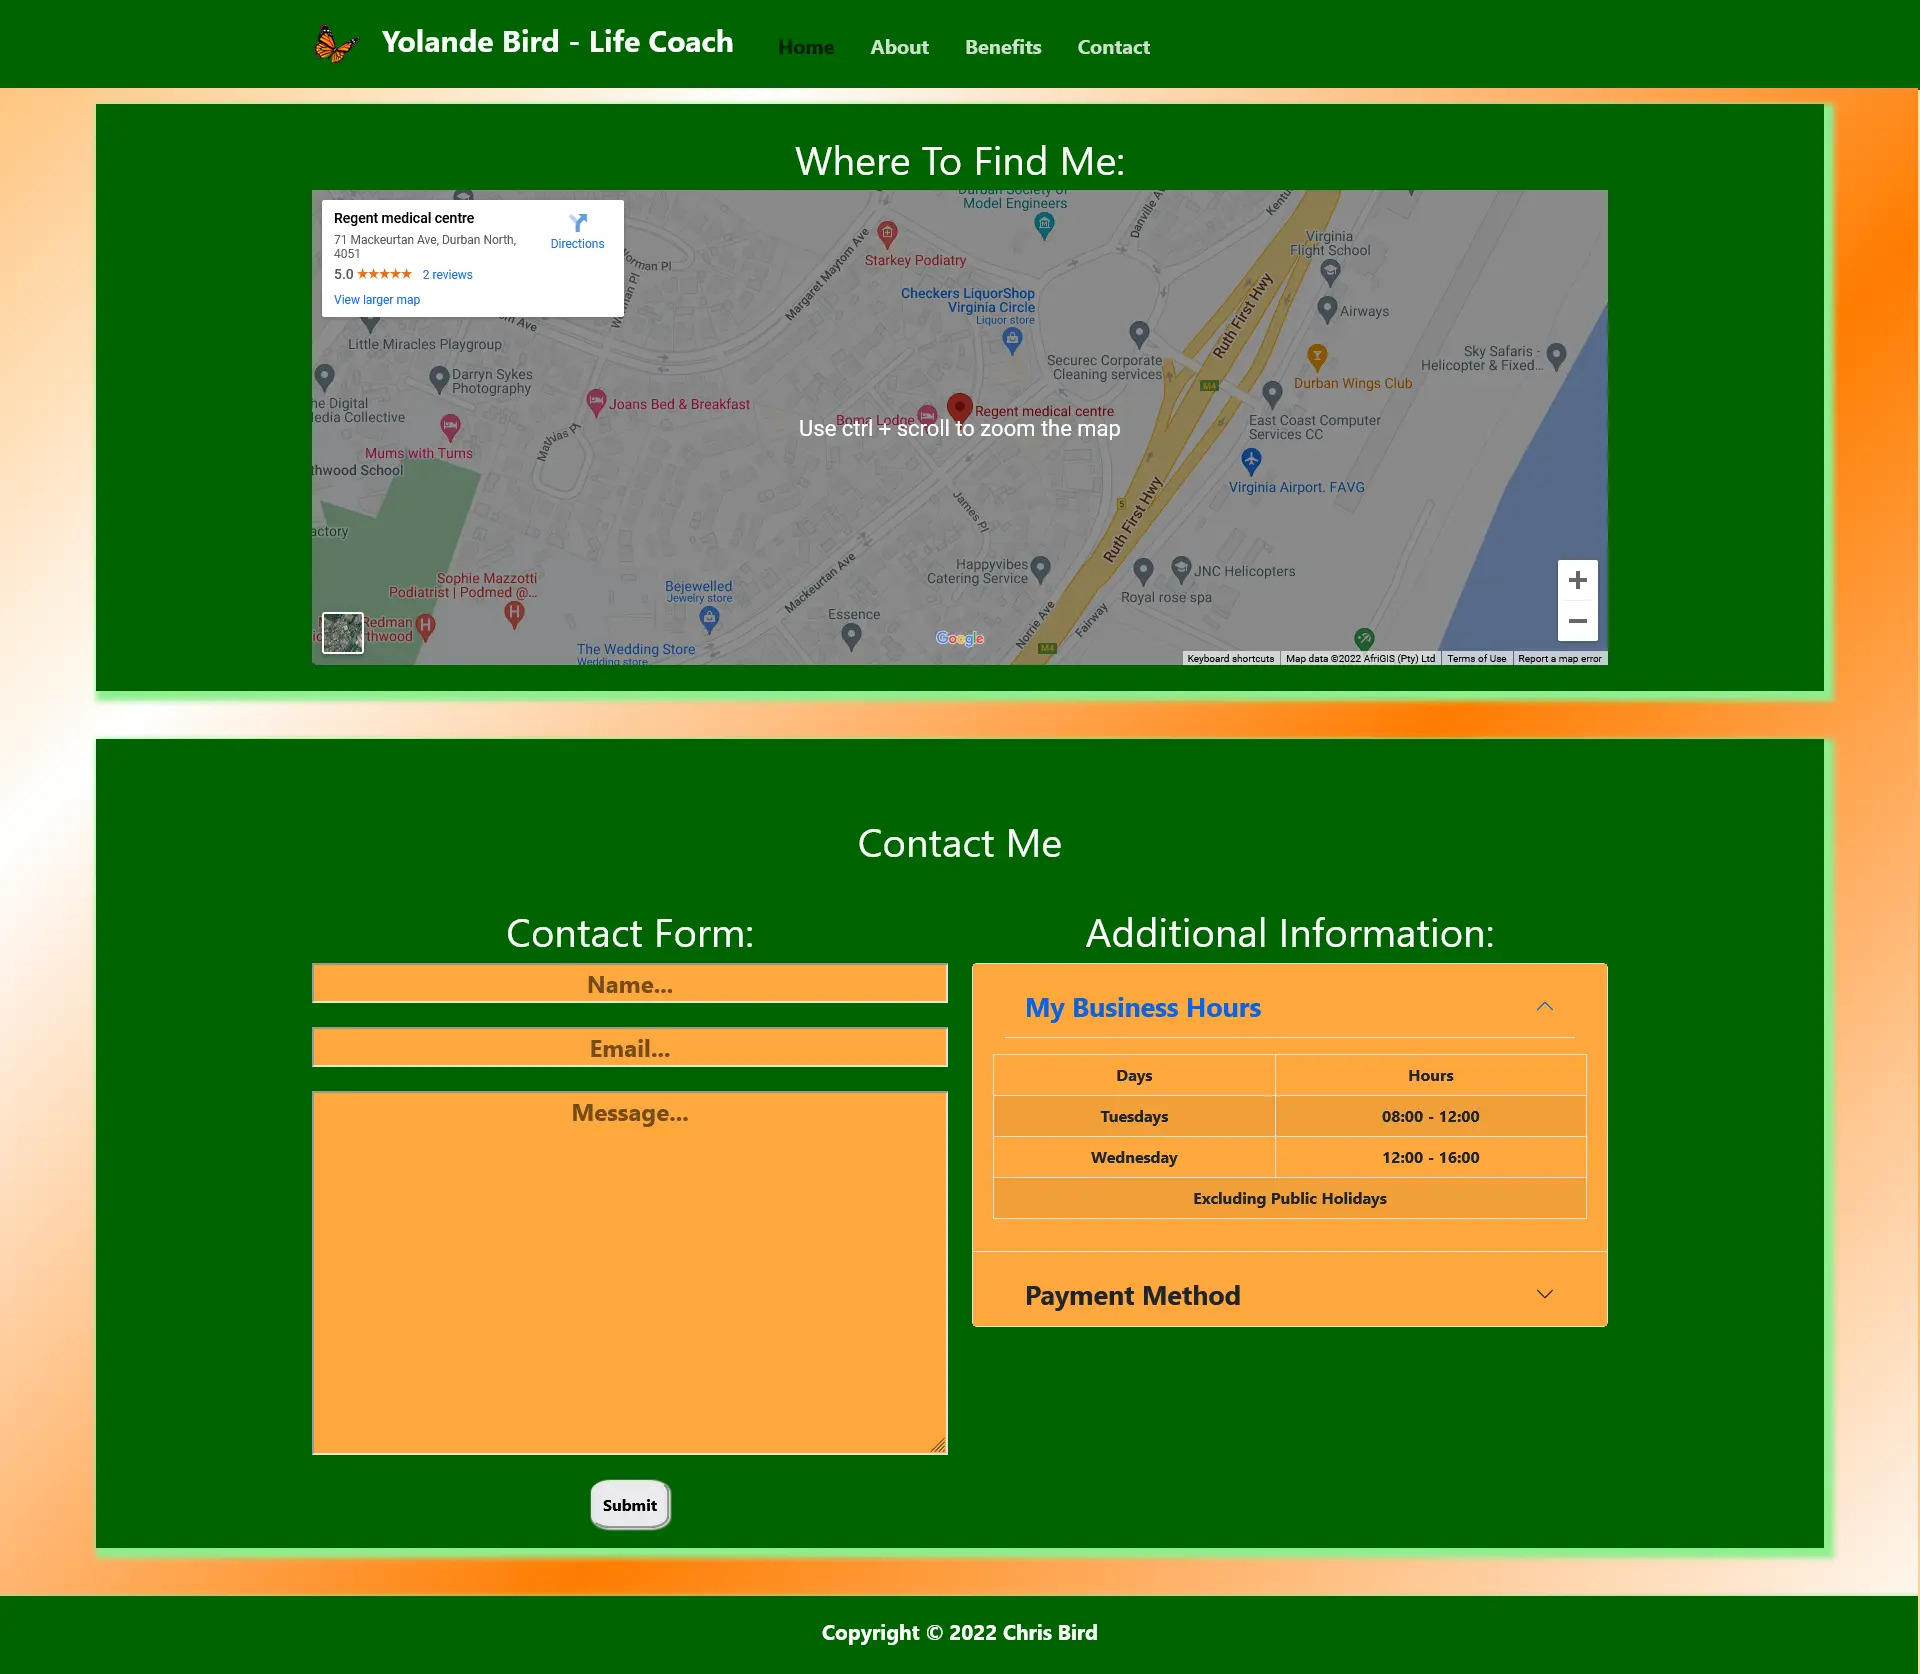 Yolande Bird - Life Coach
Home
About
Benefits
Contact
Where To Find Me:
Regent medical centre
71 Mackeurtan Ave, Durban North,
4051
Directions
5.0
2 reviews
View larger map
Durban Society of
Model Engineers
Danville Av
Kentu
Virginia
Flight School
Starkey Podiatry
Margaret Maytom Ave
Norman Pl
Checkers LiquorShop
Virginia Circle
Liquor store
Ruth First Hwy
Airways
Little Miracles Playgroup
Securec Corporate
Cleaning services
Sky Safaris -
Helicopter & Fixed...
Darryn Sykes
Photography
M4
Durban Wings Club
Joans Bed & Breakfast
Boma Lodge
Regent medical centre
Use ctrl + scroll to zoom the map
East Coast Computer
Services CC
he Digital
edia Collective
Mathias Pl
Mums with Tums
thwood School
Virginia Airport. FAVG
James Pl
5
Ruth First Hwy
actory
Happyvibes
Catering Service
JNC Helicopters
Royal rose spa
Sophie Mazzotti
Podiatrist | Podmed @...
Bejewelled
Jewelry store
Mackeurtan Ave
Essence
Norrie Ave
Fairway
Redman
thwood
The Wedding Store
Wedding store
Google
M4
Keyboard shortcuts
Map data ©2022 AfriGIS (Pty) Ltd
Terms of Use
Report a map error
Contact Me
Contact Form:
Name...
Email...
Message...
Submit
Additional Information:
My Business Hours
Days Hours
Tuesdays 08:00 - 12:00
Wednesday 12:00 - 16:00
Excluding Public Holidays
Payment Method
Copyright © 2022 Chris Bird